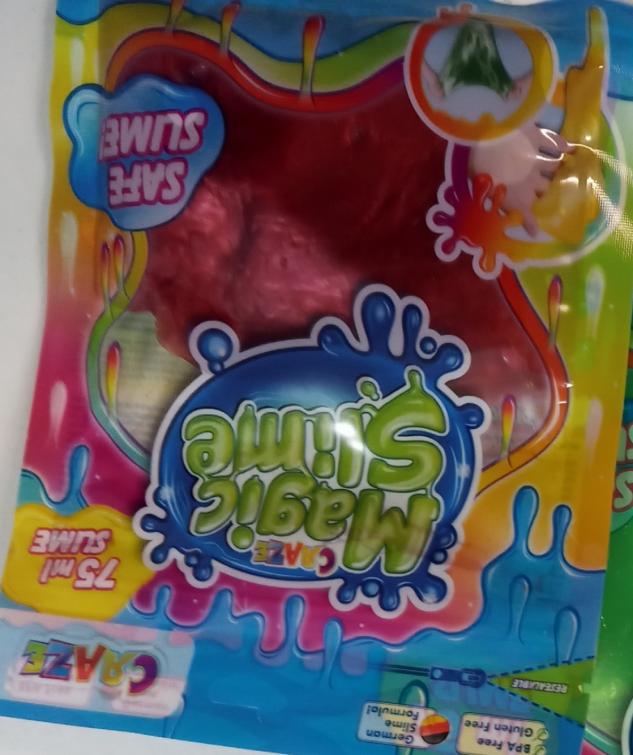 CRAZE
RESEALABLE
BPA Free
Gluten Free
German
Slime
Formula!
75 ml
SLIME
CRAZE
Magic
Slime
SAFE
SLIME!